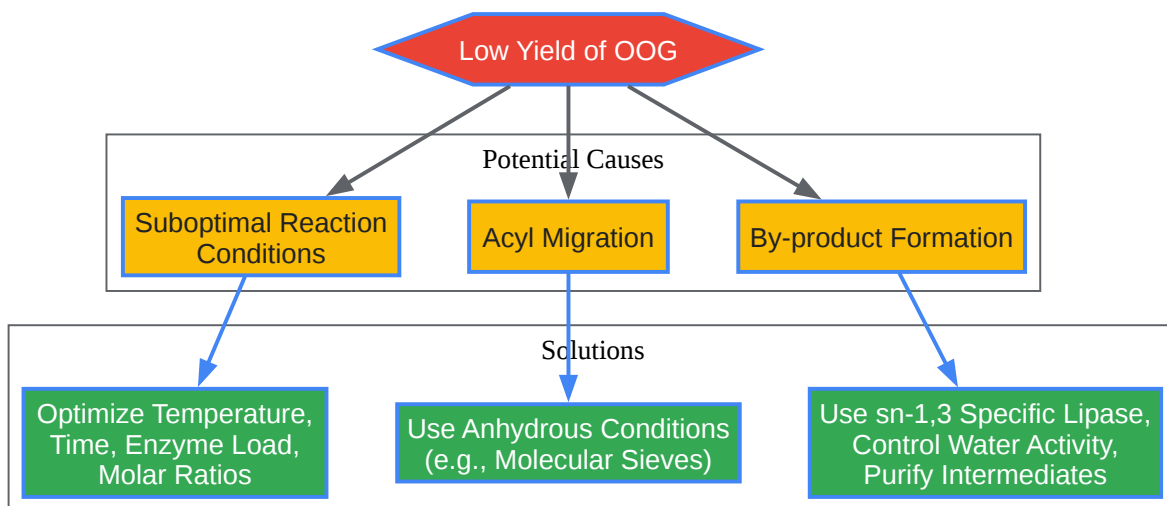 Low Yield of OOG
Potential Causes
Suboptimal Reaction
Conditions
Acyl Migration
By-product Formation
Solutions
Optimize Temperature,
Time, Enzyme Load,
Molar Ratios
Use Anhydrous Conditions
(e.g., Molecular Sieves)
Use sn-1,3 Specific Lipase,
Control Water Activity,
Purify Intermediates